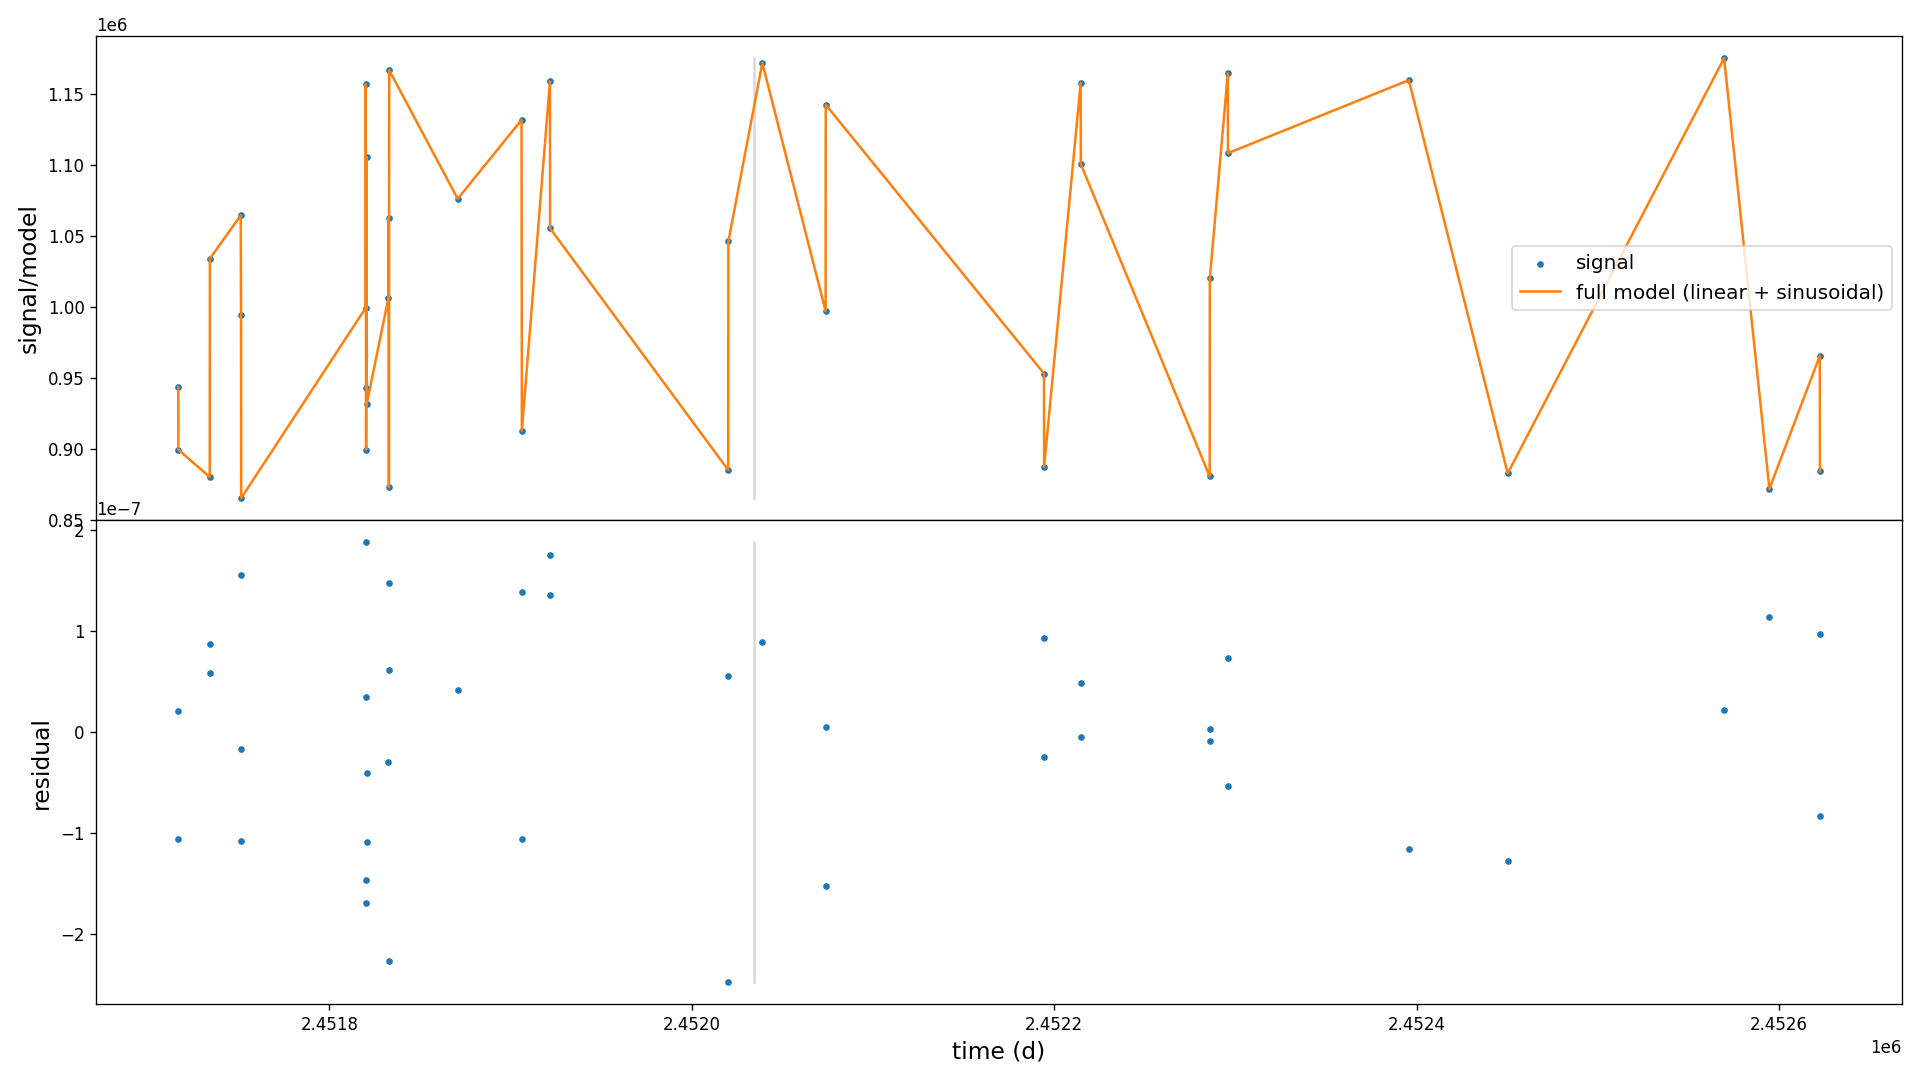 1e6
1.15
1.10
1.05
1.00
0.95
0.90
0.85
signal/model
signal
full model (linear + sinusoidal)
1e−7
2
1
0
−1
−2
residual
2.4518
2.4520
2.4522
2.4524
2.4526
1e6
time (d)